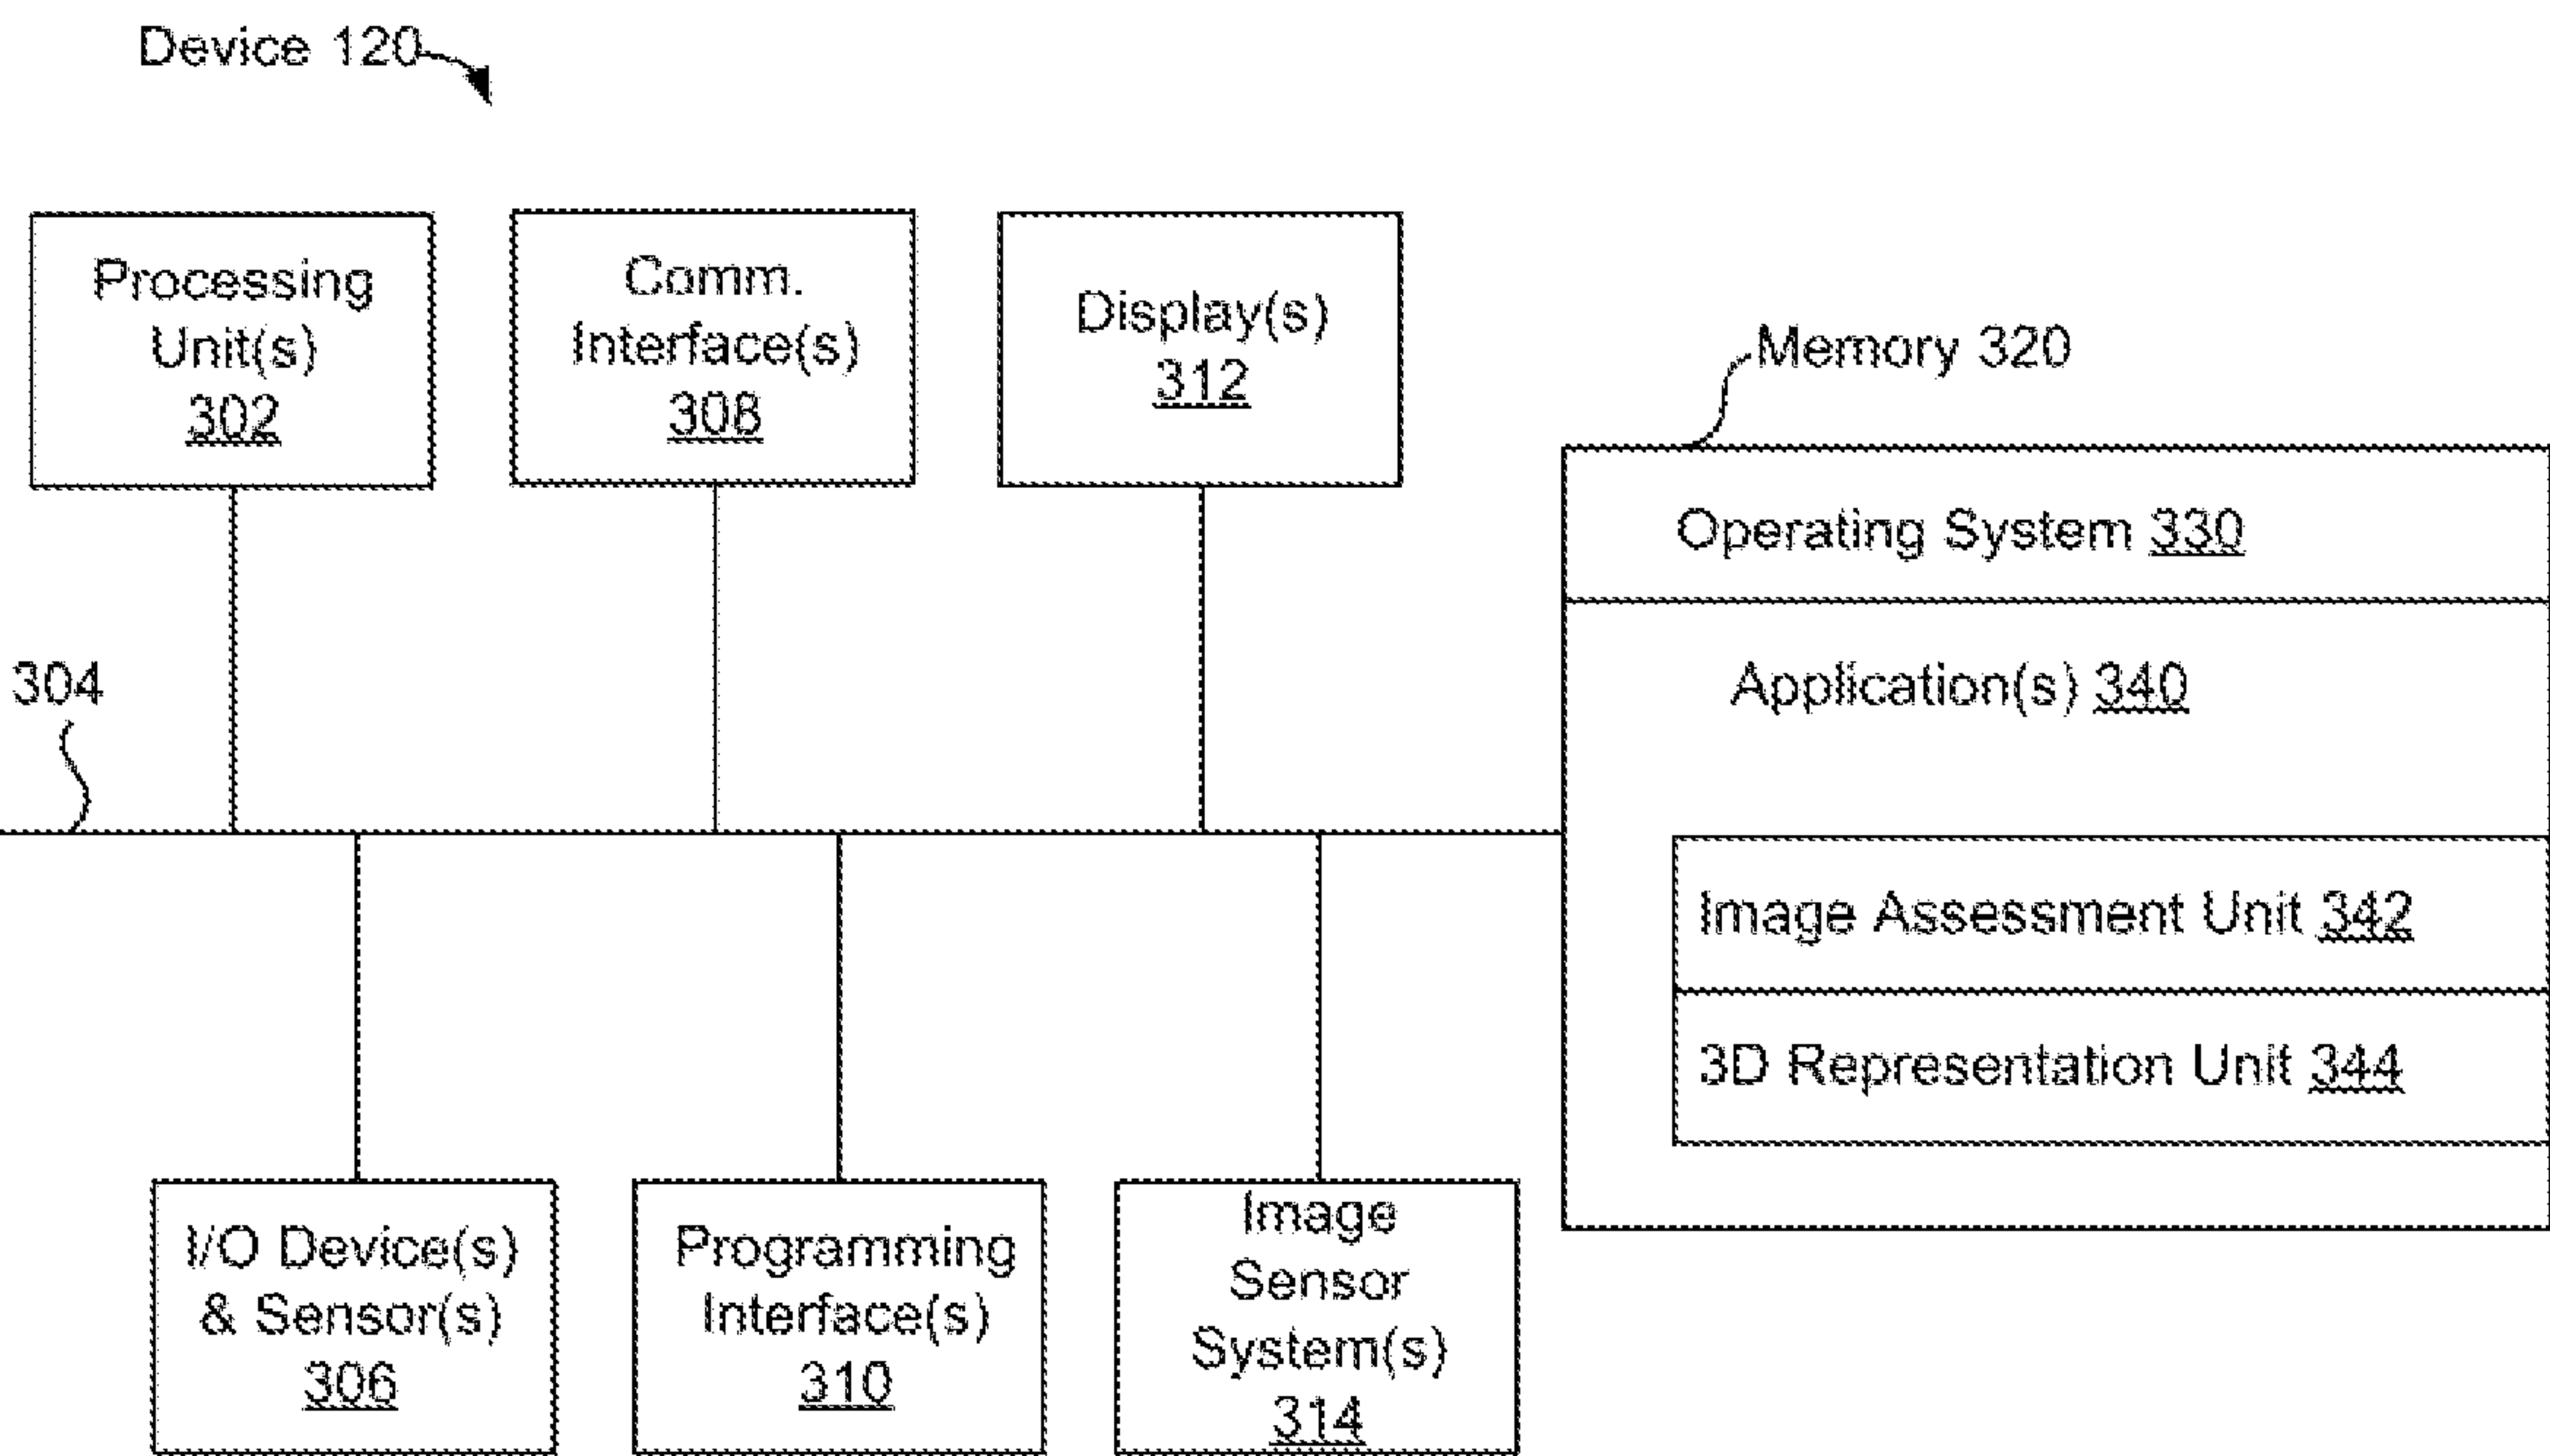 Device 120
Processing
Unit(s)
302
Comm.
Interface(s)
308
Display(s)
312
Memory 320
Operating System 330
Application(s) 340
Image Assessment Unit 342
3D Representation Unit 344
304
I/O Device(s)
& Sensor(s)
306
Programming
Interface(s)
310
Image
Sensor
System(s)
314